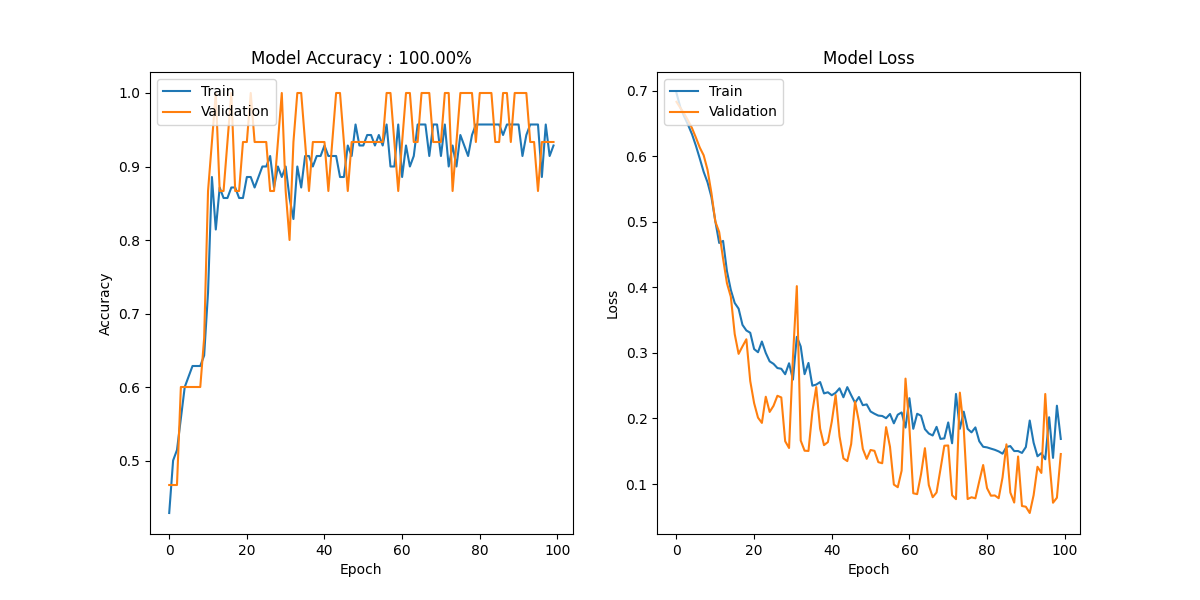 Model Accuracy : 100.00%
Train
Validation
1.0
0.9
0.8
0.7
0.6
0.5
Accuracy
0 20 40 60 80 100
Epoch
Model Loss
Train
Validation
0.7
0.6
0.5
0.4
0.3
0.2
0.1
Loss
0 20 40 60 80 100
Epoch